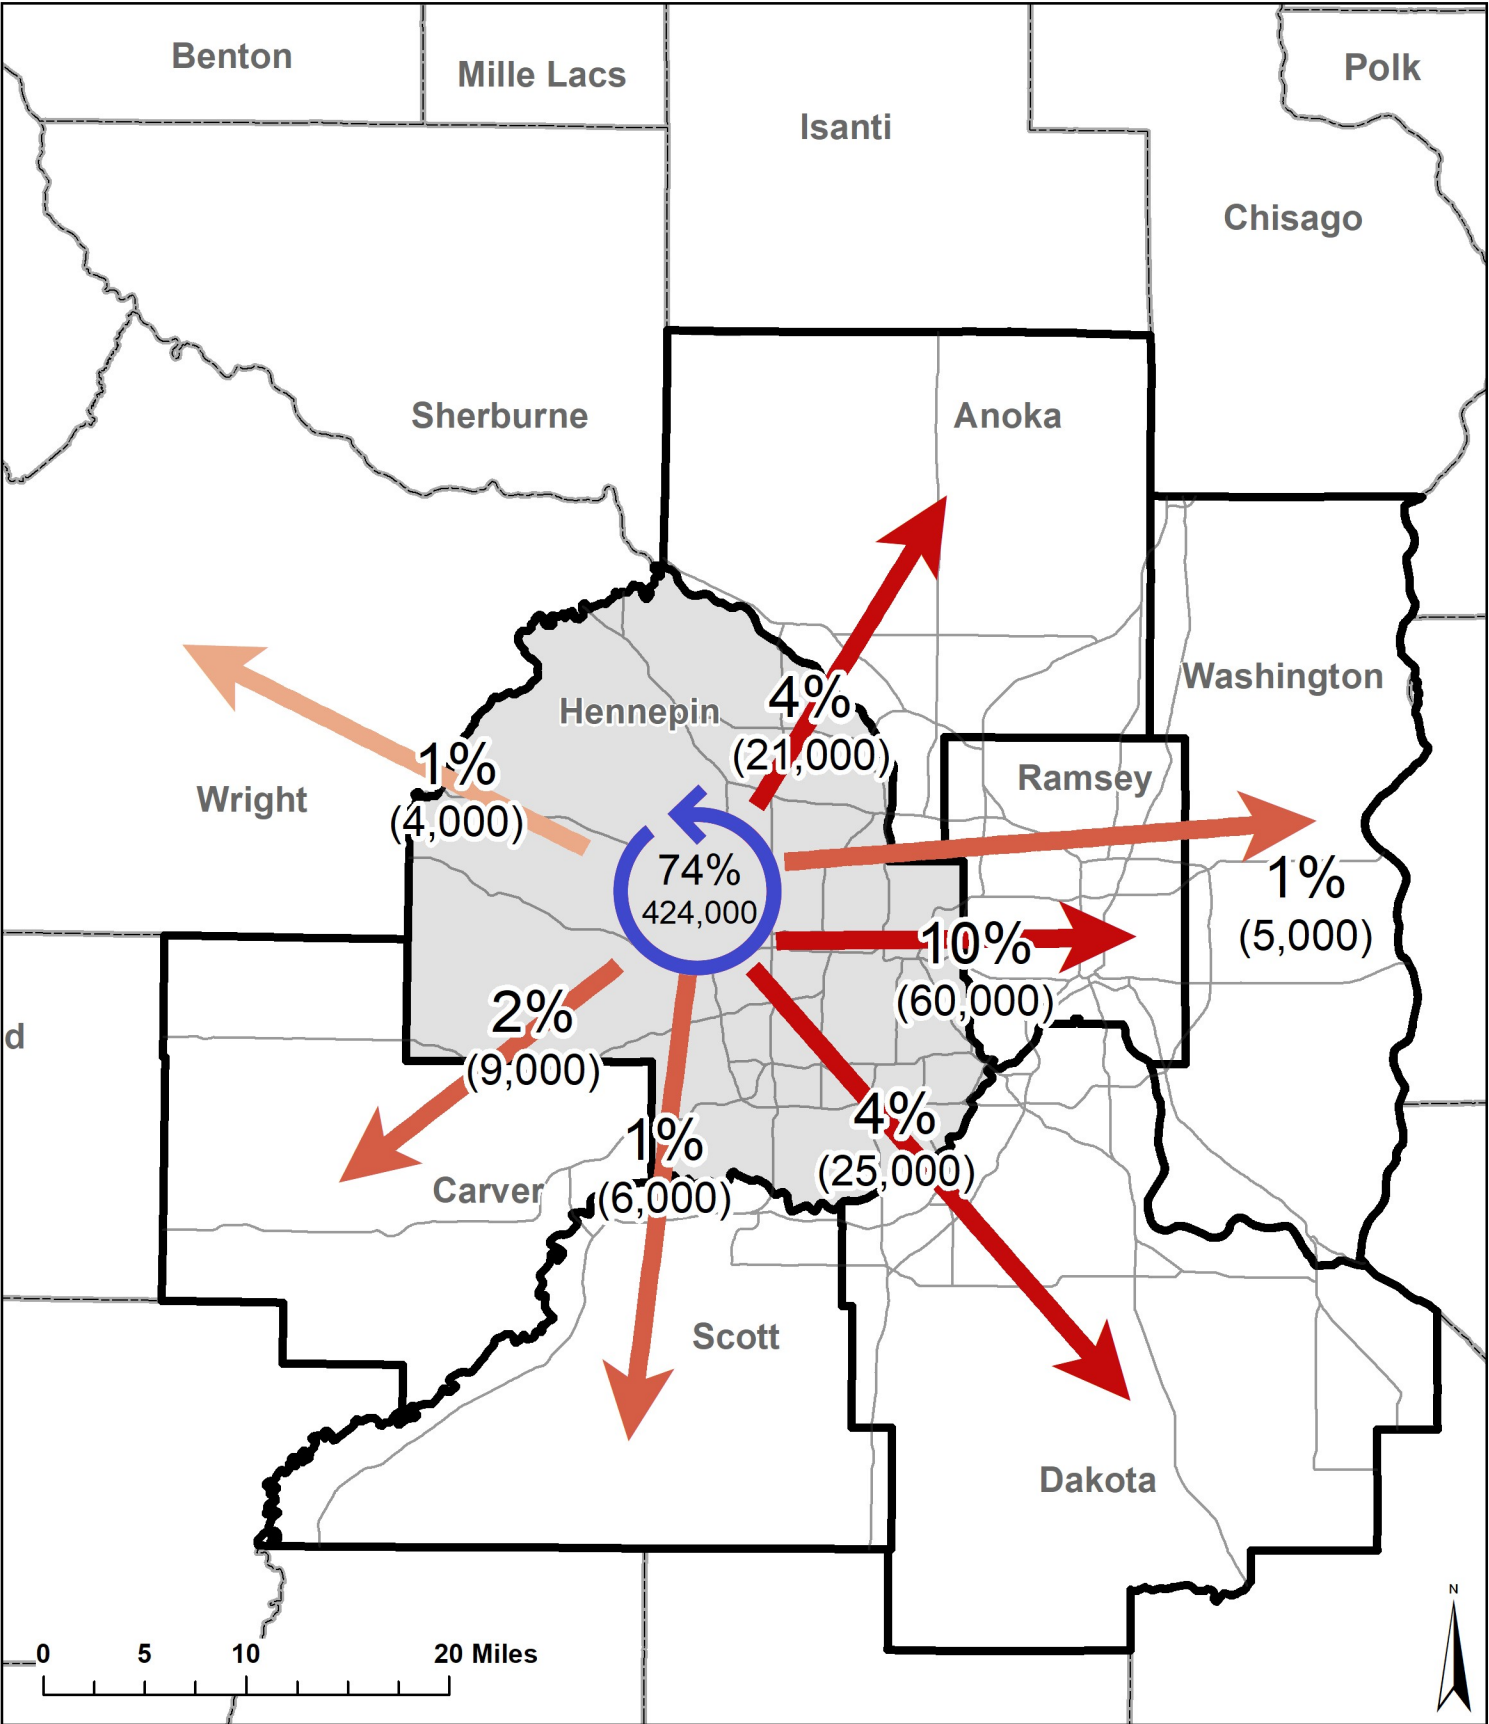 Benton
Mille Lacs
Polk
Isanti
Chisago
Sherburne
Anoka
Washington
Hennepin
4%
(21,000)
Ramsey
1%
(4,000)
Wright
74%
424,000
1%
(5,000)
10%
(60,000)
2%
(9,000)
d
4%
(25,000)
1%
(6,000)
Carver
Scott
Dakota
N
0 5 10 20 Miles